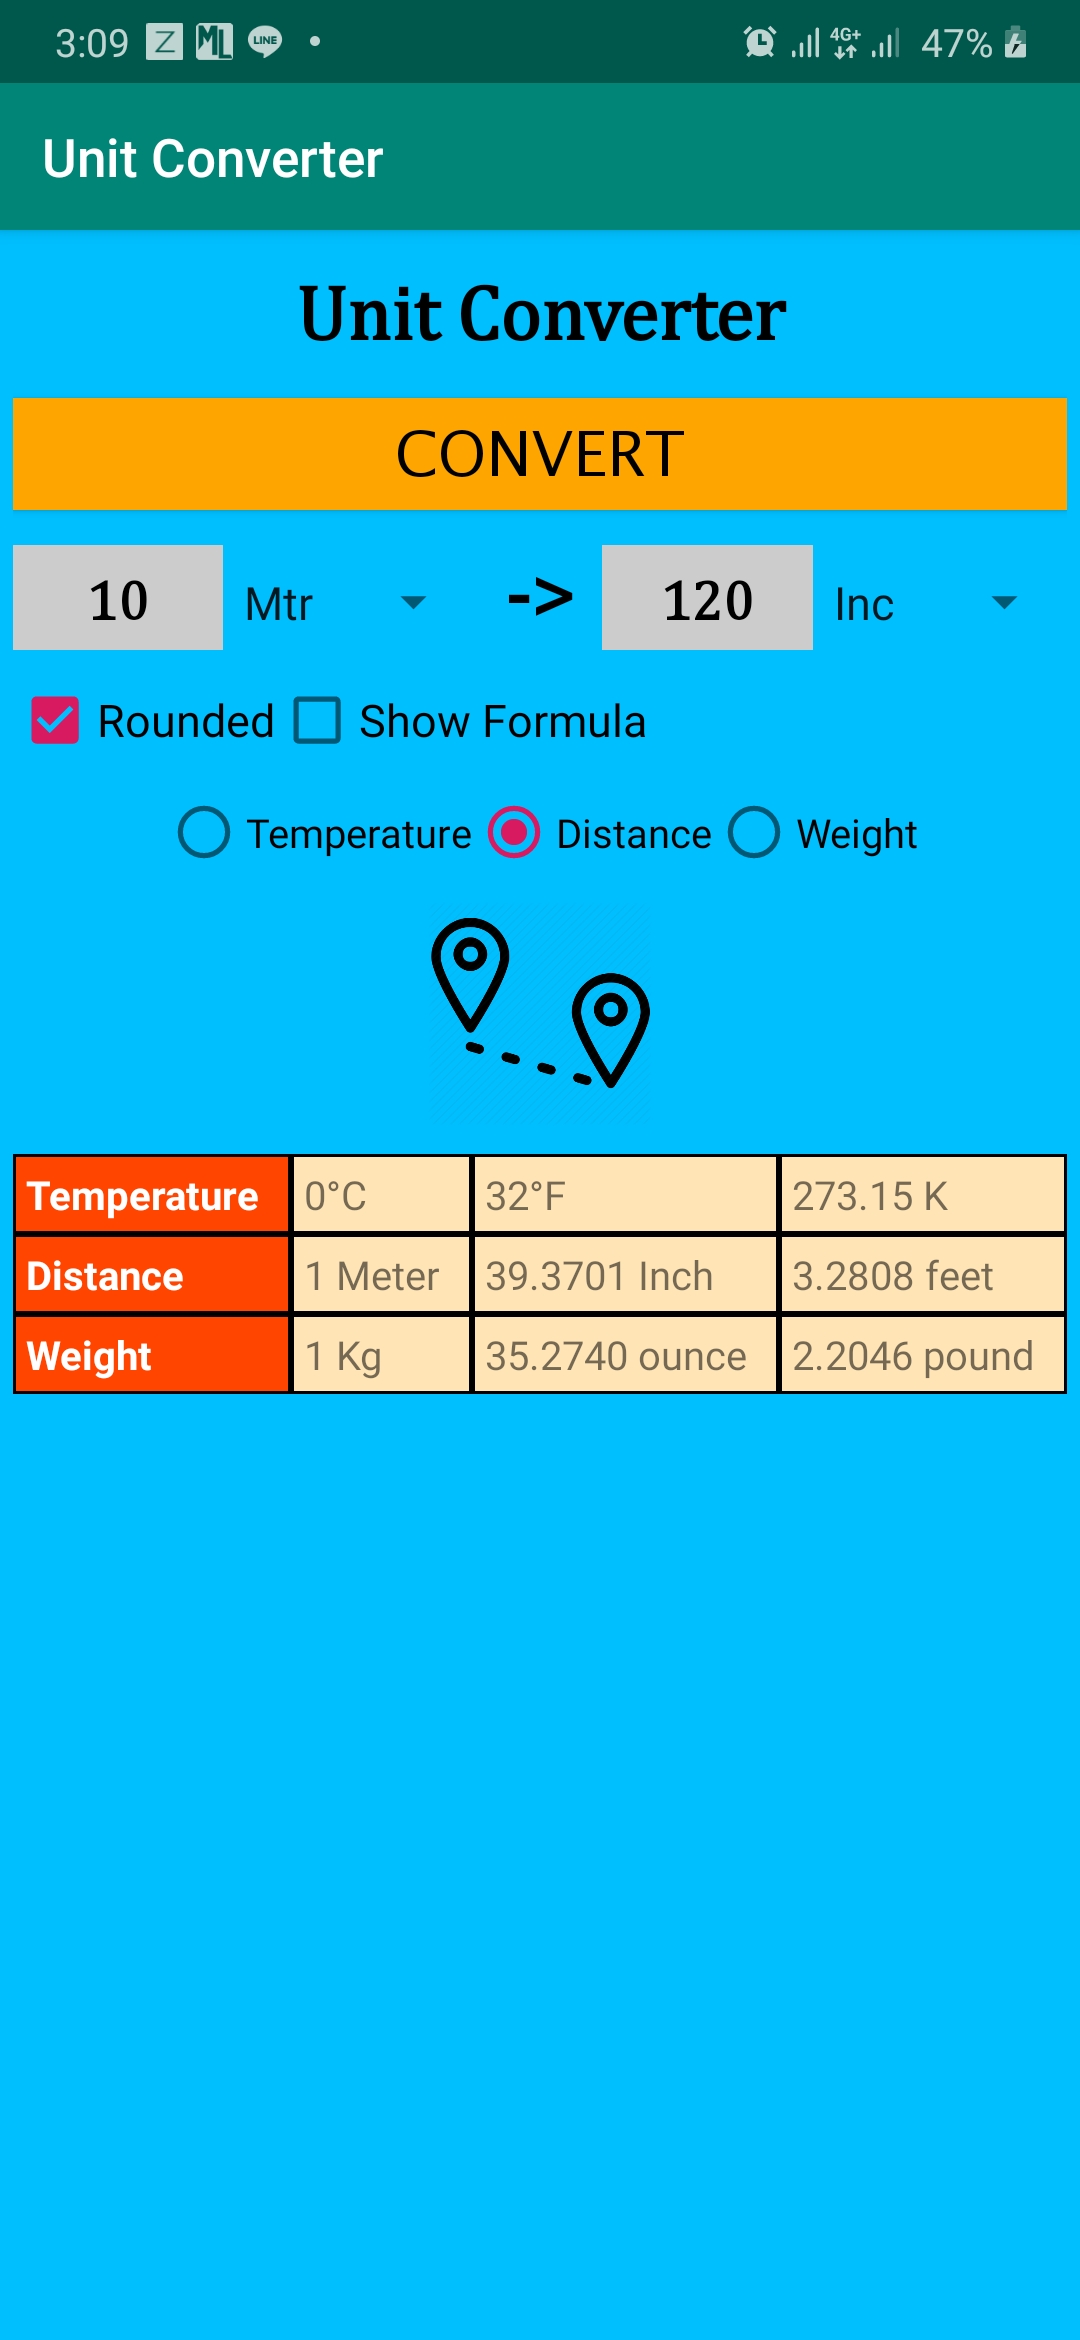 3:09 Z ML LINE 4G+ 47%
Unit Converter
Unit Converter
CONVERT
10 Mtr -> 120 Inc
Rounded Show Formula
Temperature Distance Weight
Temperature 0°C 32°F 273.15 K
Distance 1 Meter 39.3701 Inch 3.2808 feet
Weight 1 Kg 35.2740 ounce 2.2046 pound